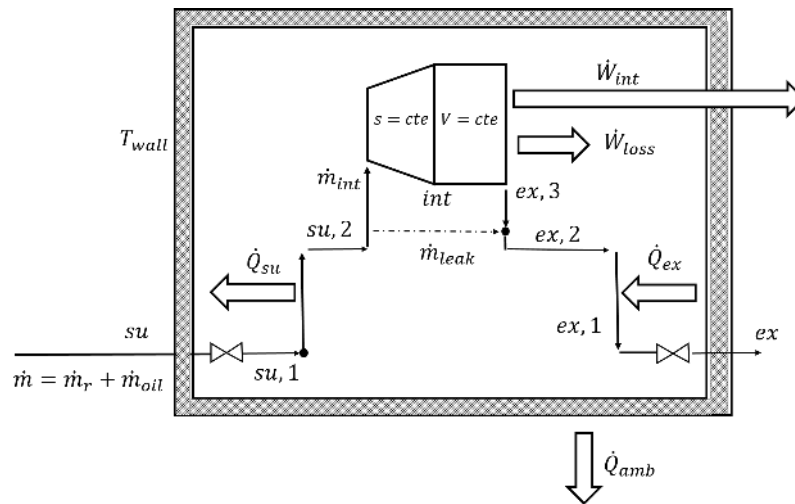 Ẇ_int
s = cte
V = cte
T_wall
Ẇ_loss
ṁ_int
int
ex, 3
su, 2
ex, 2
ṁ_leak
Q̇_su
Q̇_ex
su
ex, 1
ex
ṁ = ṁ_r + ṁ_oil
su, 1
Q̇_amb